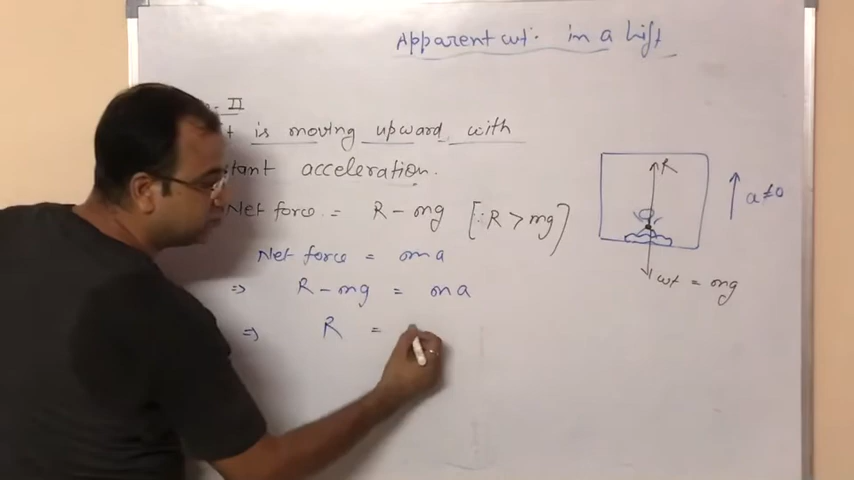 Apparent wt. in a lift
II
is moving upward with
acceleration.
Net force = R - mg [∵ R > mg]
Net force = ma
⇒ R - mg = ma
⇒ R =
R
a ≠ 0
wt = mg